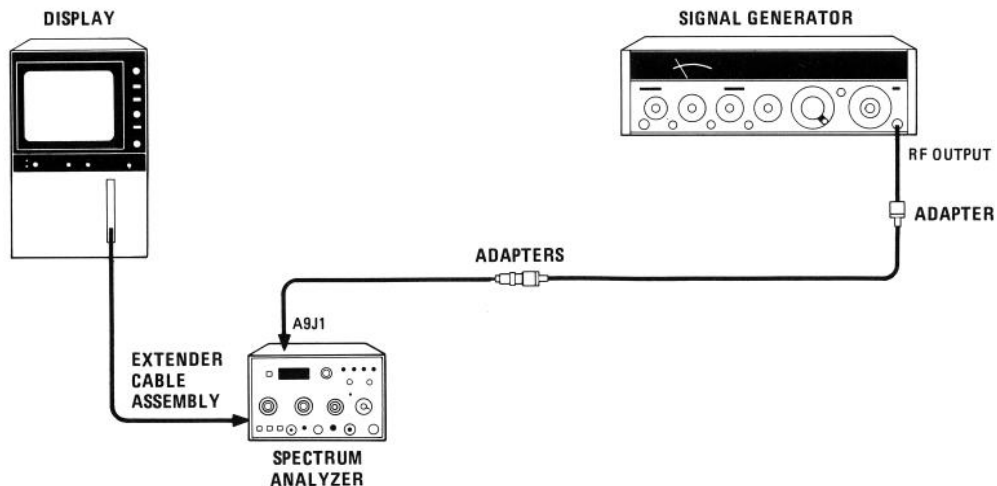 DISPLAY
SIGNAL GENERATOR
RF OUTPUT
ADAPTER
ADAPTERS
A9J1
EXTENDER
CABLE
ASSEMBLY
SPECTRUM
ANALYZER